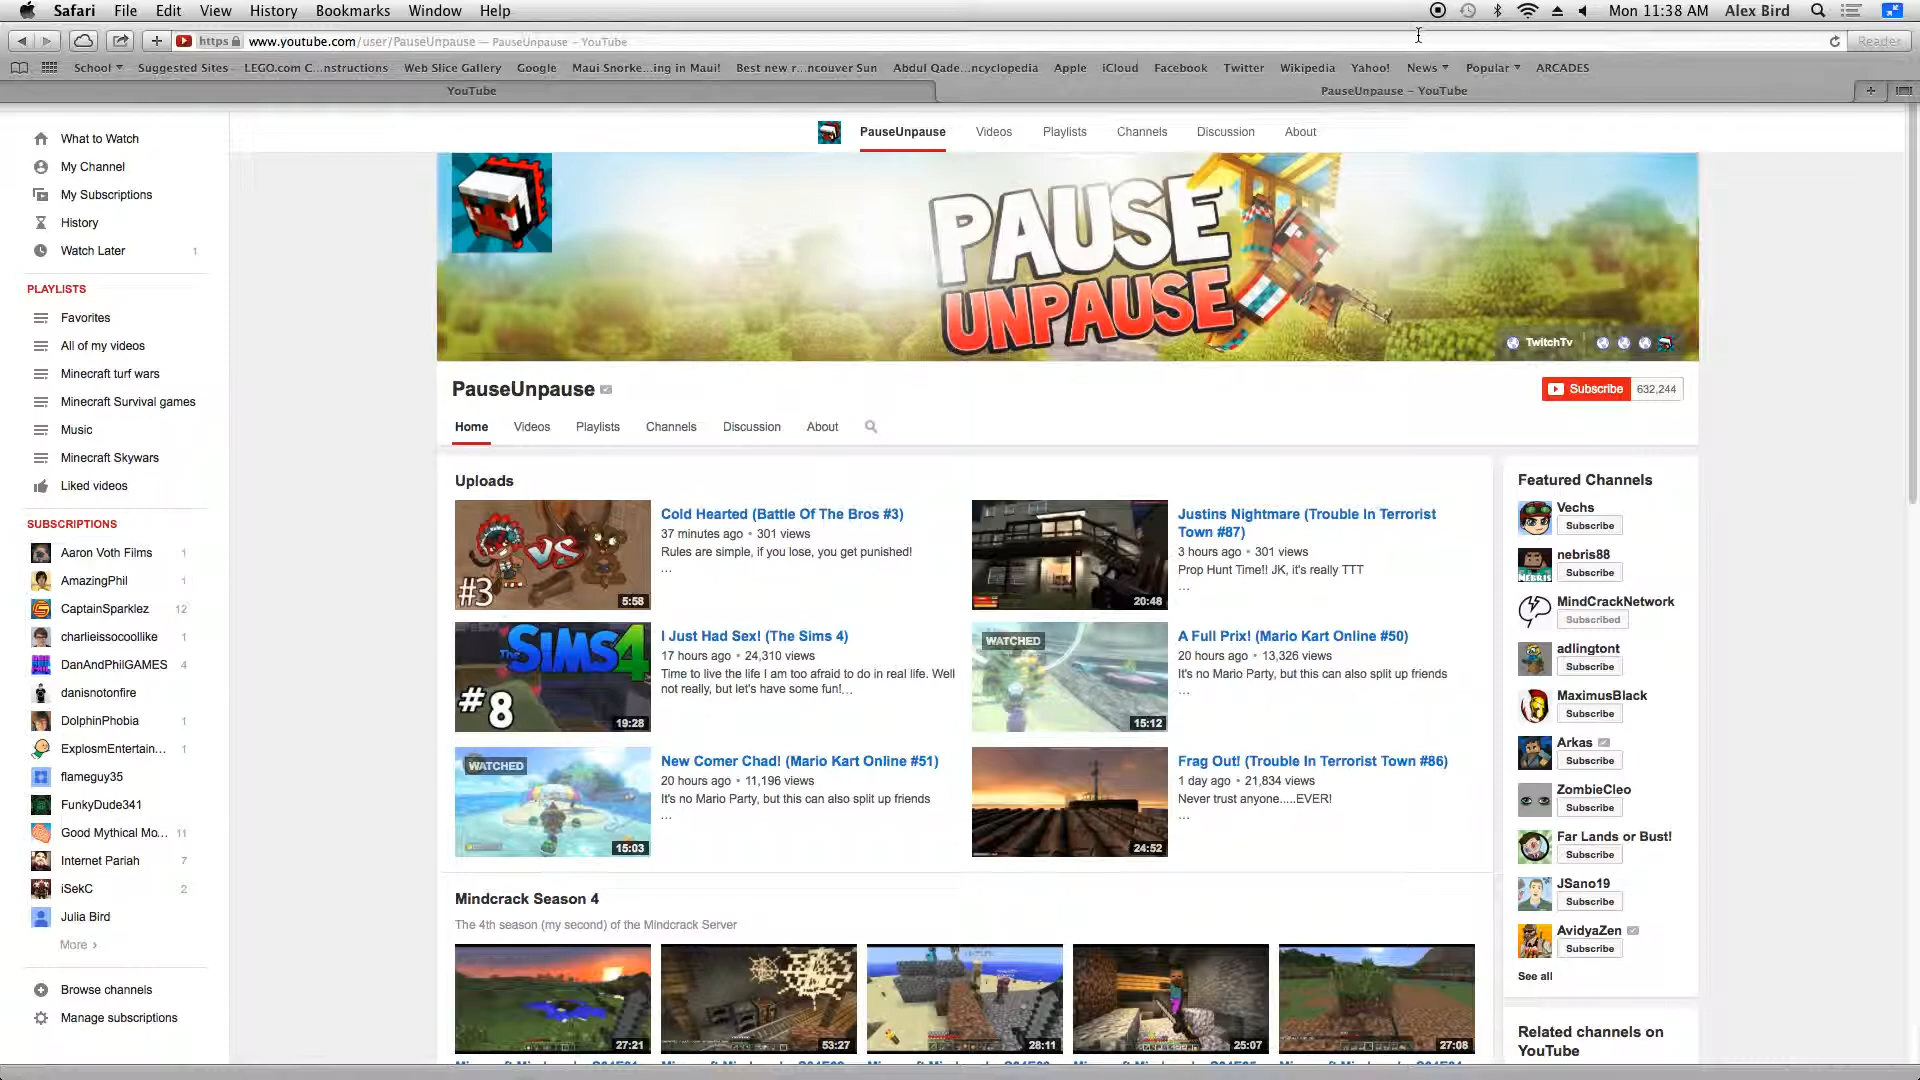 Safari File Edit View History Bookmarks Window Help Mon 11:38 AM Alex Bird
https www.youtube.com/user/PauseUnpause — PauseUnpause – YouTube Reader
School Suggested Sites LEGO.com C...nstructions Web Slice Gallery Google Maui Snorke...ing in Maui! Best new r...ncouver Sun Abdul Qade...ncyclopedia Apple iCloud Facebook Twitter Wikipedia Yahoo! News Popular ARCADES
YouTube PauseUnpause – YouTube
PauseUnpause Videos Playlists Channels Discussion About
What to Watch
My Channel
My Subscriptions
History
Watch Later 1
PLAYLISTS
Favorites
All of my videos
Minecraft turf wars
Minecraft Survival games
Music
Minecraft Skywars
Liked videos
SUBSCRIPTIONS
Aaron Voth Films 1
AmazingPhil 1
CaptainSparklez 12
charlieissocoollike 1
DanAndPhilGAMES 4
danisnotonfire
DolphinPhobia 1
ExplosmEntertain... 1
flameguy35
FunkyDude341
Good Mythical Mo... 11
Internet Pariah 7
iSekC 2
Julia Bird
More ›
Browse channels
Manage subscriptions
PAUSE
UNPAUSE
TwitchTv
PauseUnpause
Subscribe 632,244
Home Videos Playlists Channels Discussion About
Uploads
VS
#3
5:58
Cold Hearted (Battle Of The Bros #3)
37 minutes ago • 301 views
Rules are simple, if you lose, you get punished!
...
20:48
Justins Nightmare (Trouble In Terrorist
Town #87)
3 hours ago • 301 views
Prop Hunt Time!! JK, it's really TTT
...
THE SIMS 4
#8
19:28
I Just Had Sex! (The Sims 4)
17 hours ago • 24,310 views
Time to live the life I am too afraid to do in real life. Well
not really, but let's have some fun!...
WATCHED
15:12
A Full Prix! (Mario Kart Online #50)
20 hours ago • 13,326 views
It's no Mario Party, but this can also split up friends
...
WATCHED
15:03
New Comer Chad! (Mario Kart Online #51)
20 hours ago • 11,196 views
It's no Mario Party, but this can also split up friends
...
24:52
Frag Out! (Trouble In Terrorist Town #86)
1 day ago • 21,834 views
Never trust anyone.....EVER!
...
Mindcrack Season 4
The 4th season (my second) of the Mindcrack Server
27:21 53:27 28:11 25:07 27:08
Featured Channels
Vechs
Subscribe
NEBRIS
nebris88
Subscribe
MindCrackNetwork
Subscribed
adlingtont
Subscribe
MaximusBlack
Subscribe
Arkas
Subscribe
ZombieCleo
Subscribe
Far Lands or Bust!
Subscribe
JSano19
Subscribe
AvidyaZen
Subscribe
See all
Related channels on
YouTube